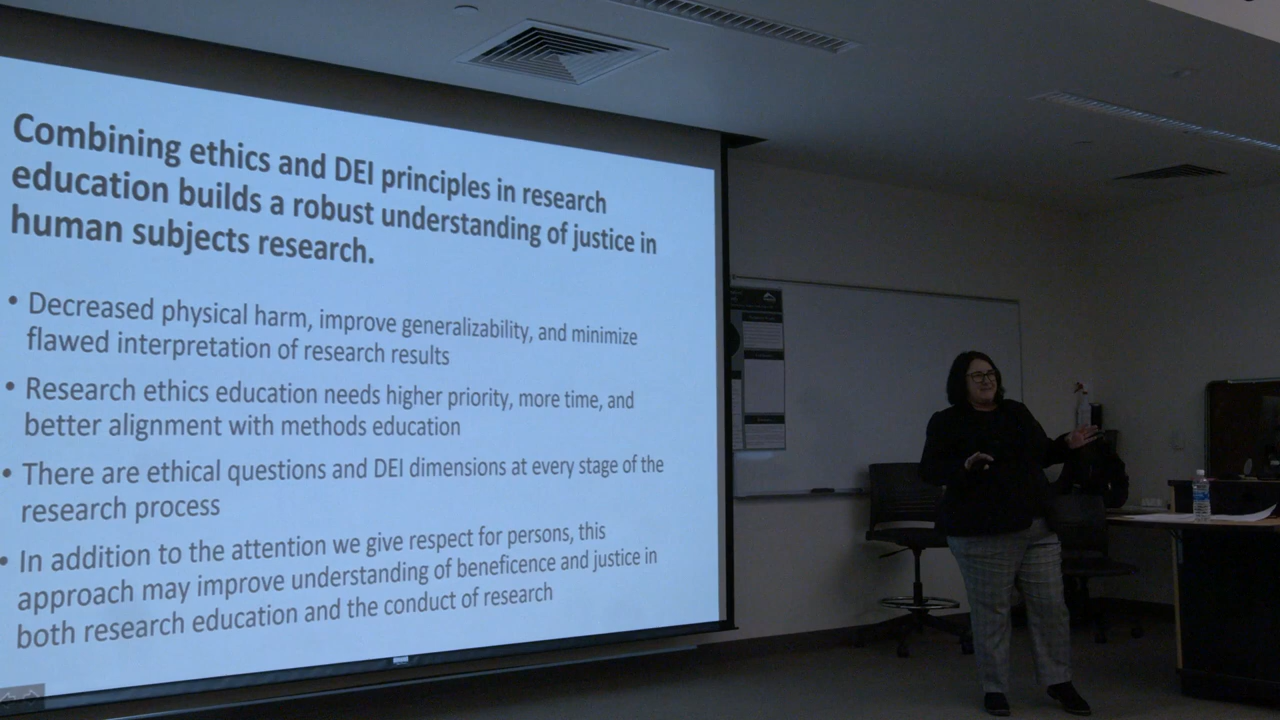 Combining ethics and DEI principles in research
education builds a robust understanding of justice in
human subjects research.
• Decreased physical harm, improve generalizability, and minimize
flawed interpretation of research results
• Research ethics education needs higher priority, more time, and
better alignment with methods education
• There are ethical questions and DEI dimensions at every stage of the
research process
• In addition to the attention we give respect for persons, this
approach may improve understanding of beneficence and justice in
both research education and the conduct of research